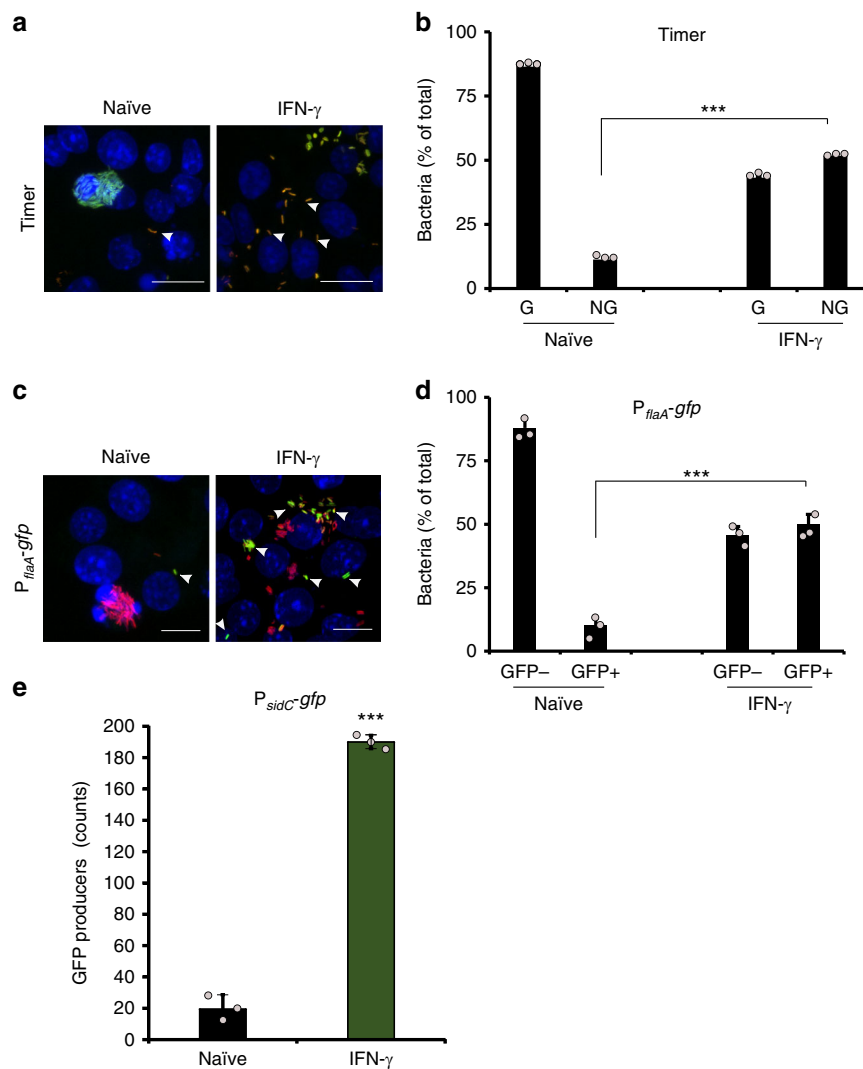 a
Naïve IFN-γ
Timer
b
Timer
Bacteria (% of total)
100
75
50
25
0
***
G NG G NG
Naïve IFN-γ
c
Naïve IFN-γ
PflaA-gfp
d
PflaA-gfp
Bacteria (% of total)
100
75
50
25
0
***
GFP– GFP+ GFP– GFP+
Naïve IFN-γ
e
PsidC-gfp
GFP producers (counts)
200
180
160
140
120
100
80
60
40
20
0
***
Naïve IFN-γ